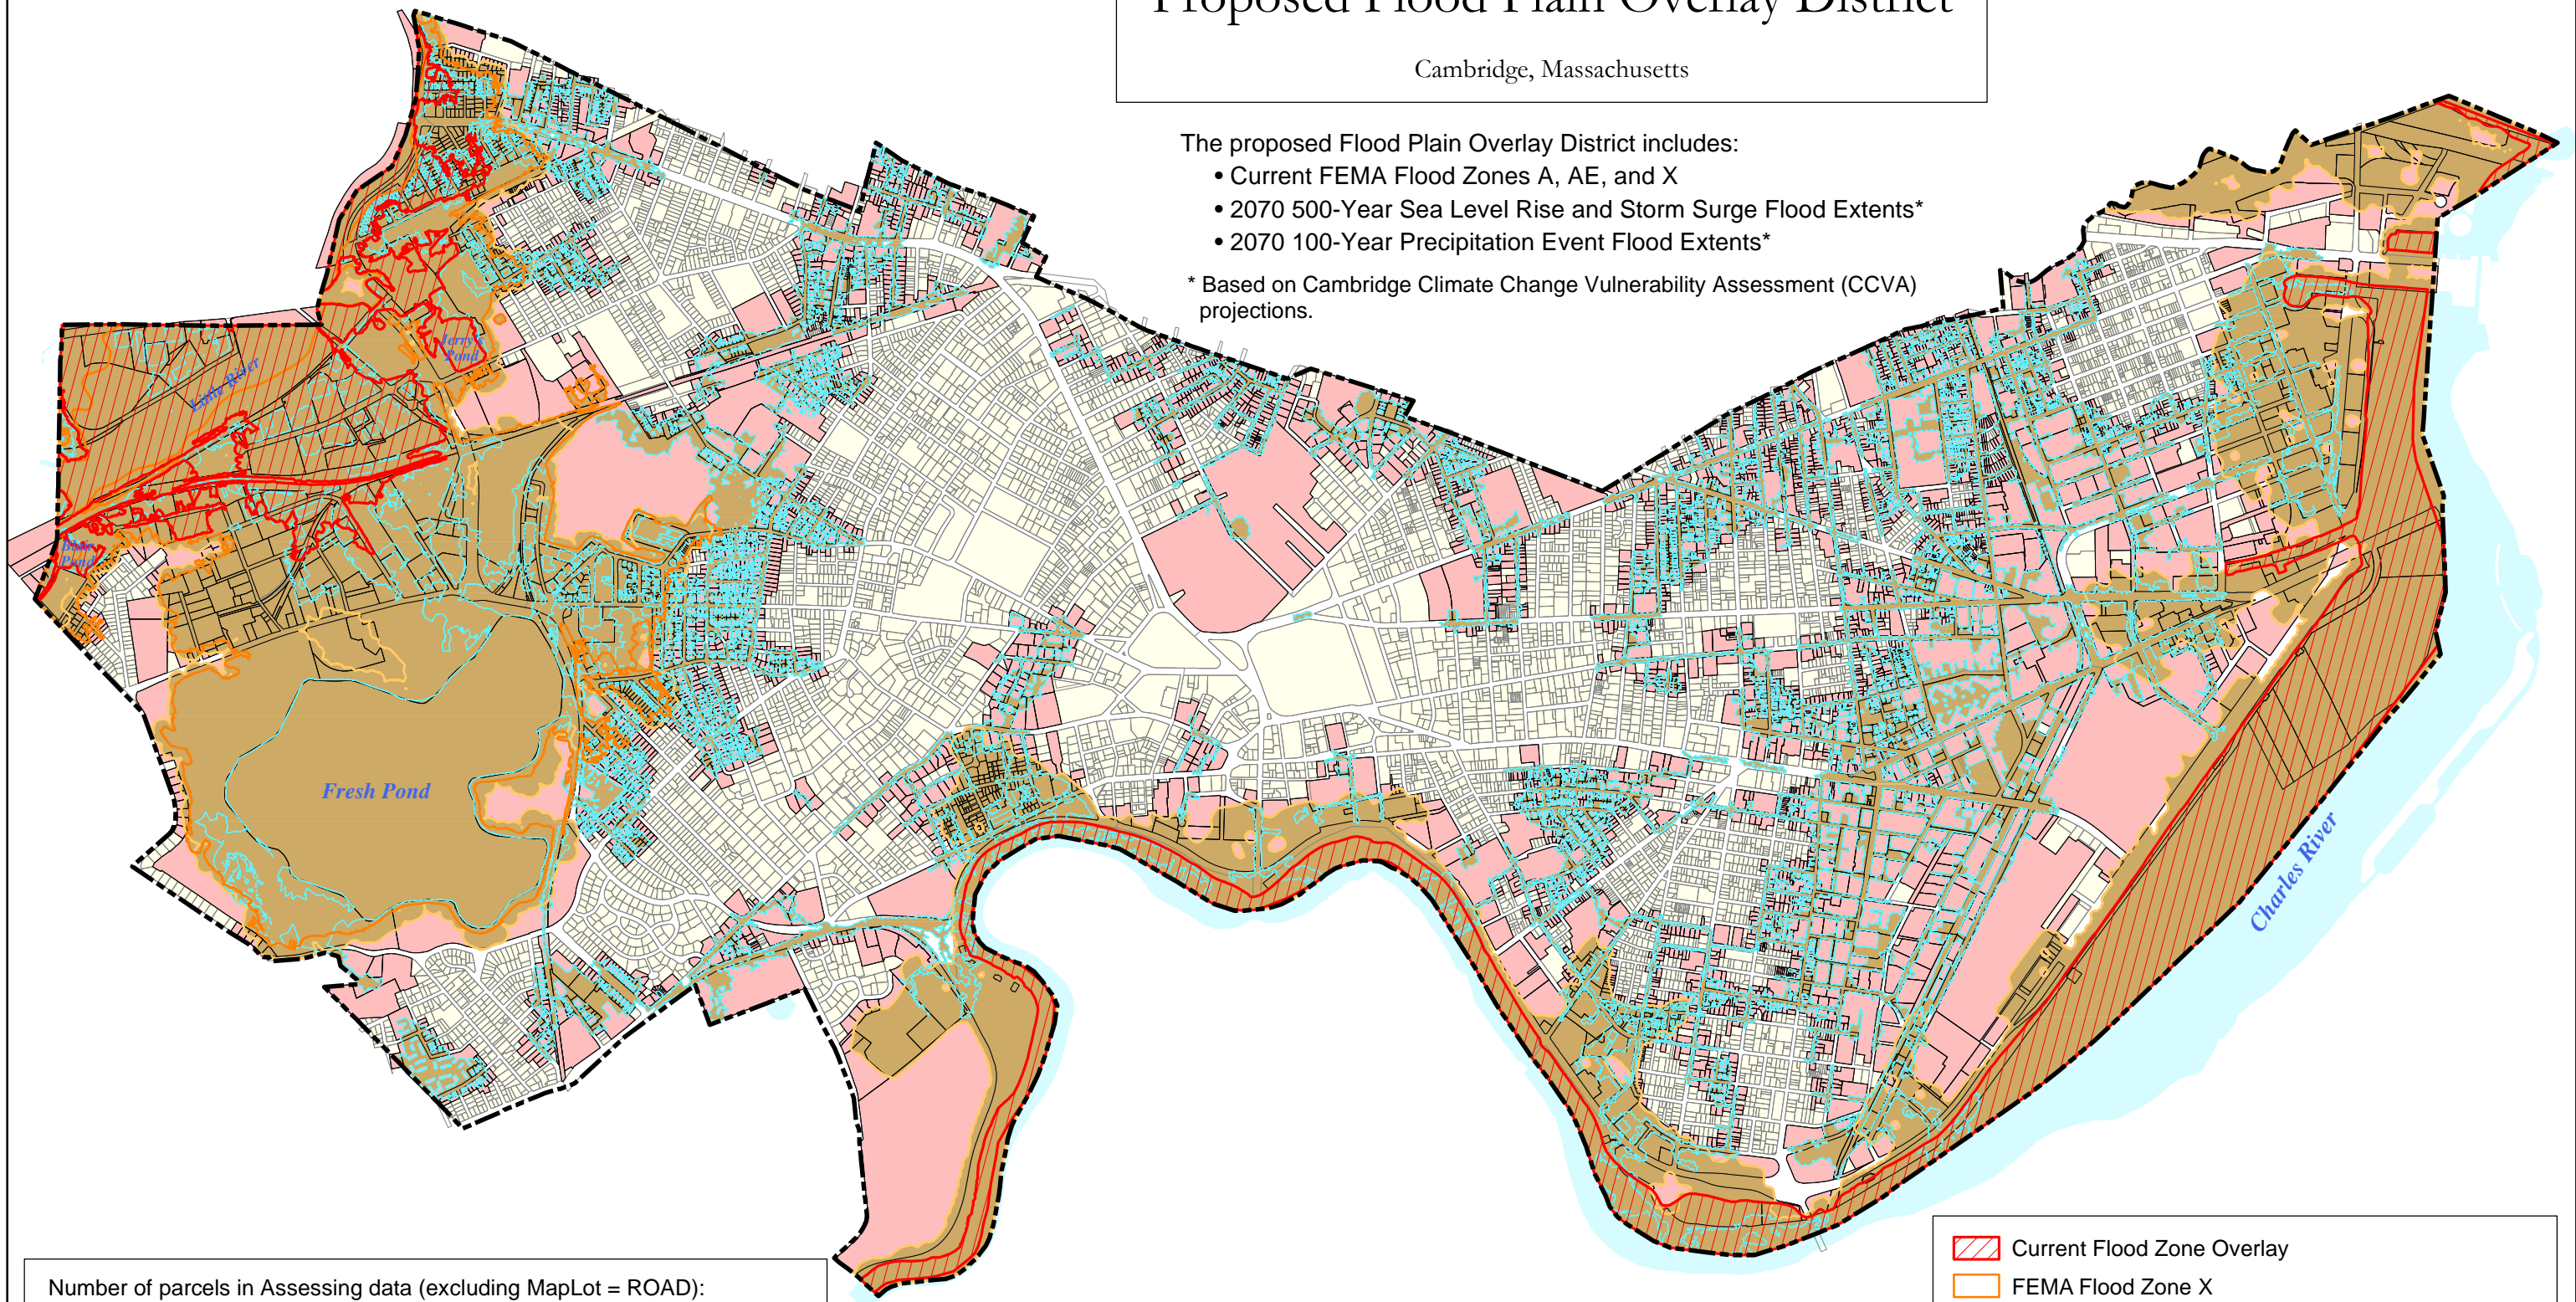 Proposed Flood Plain Overlay District
Cambridge, Massachusetts
The proposed Flood Plain Overlay District includes:
• Current FEMA Flood Zones A, AE, and X
• 2070 500-Year Sea Level Rise and Storm Surge Flood Extents*
• 2070 100-Year Precipitation Event Flood Extents*
* Based on Cambridge Climate Change Vulnerability Assessment (CCVA)
projections.
Jerry's
Pond
Little River
Blair
Pond
Fresh Pond
Charles River
Number of parcels in Assessing data (excluding MapLot = ROAD):
Current Flood Zone Overlay
FEMA Flood Zone X